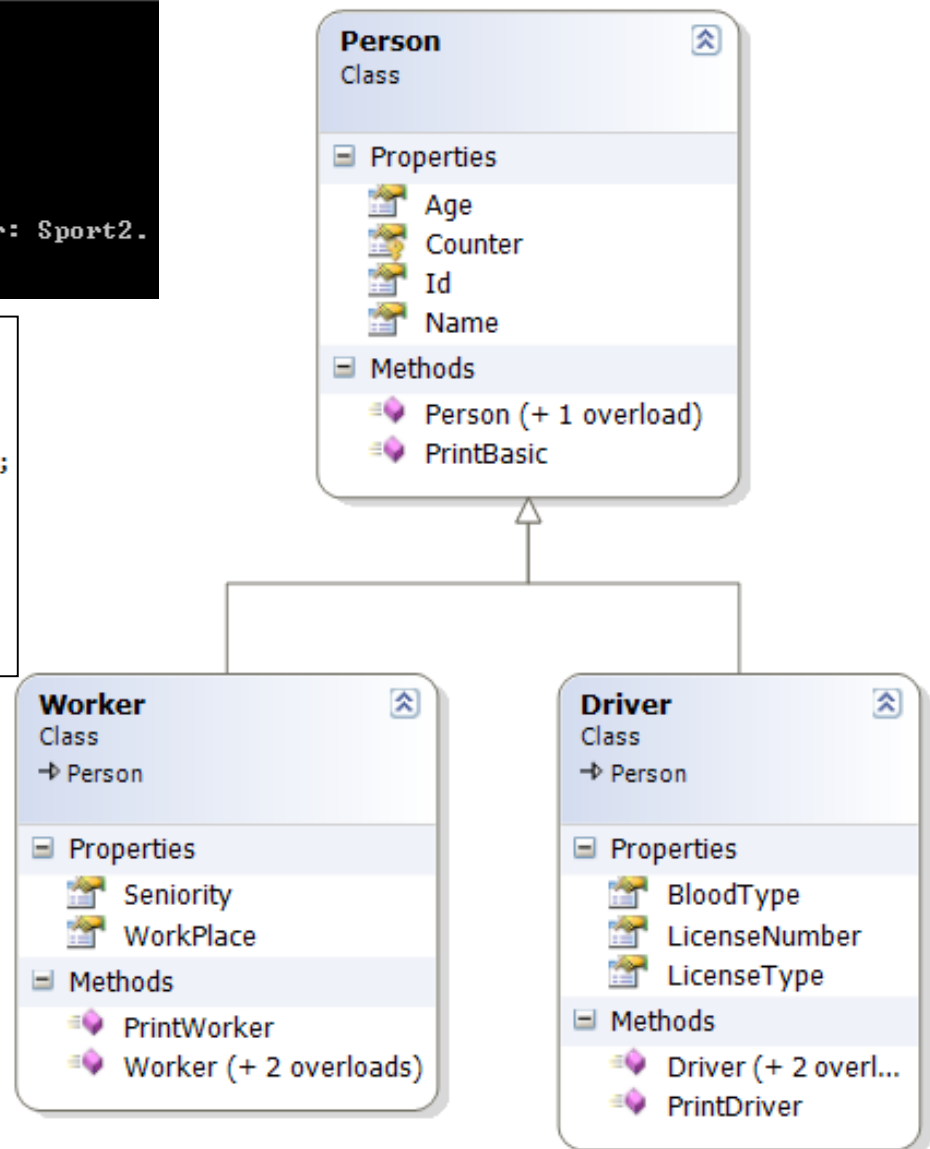 r: Sport2.
;
Person
Class
Properties
Age
Counter
Id
Name
Methods
Person (+ 1 overload)
PrintBasic
Worker
Class
Person
Properties
Seniority
WorkPlace
Methods
PrintWorker
Worker (+ 2 overloads)
Driver
Class
Person
Properties
BloodType
LicenseNumber
LicenseType
Methods
Driver (+ 2 overl...
PrintDriver